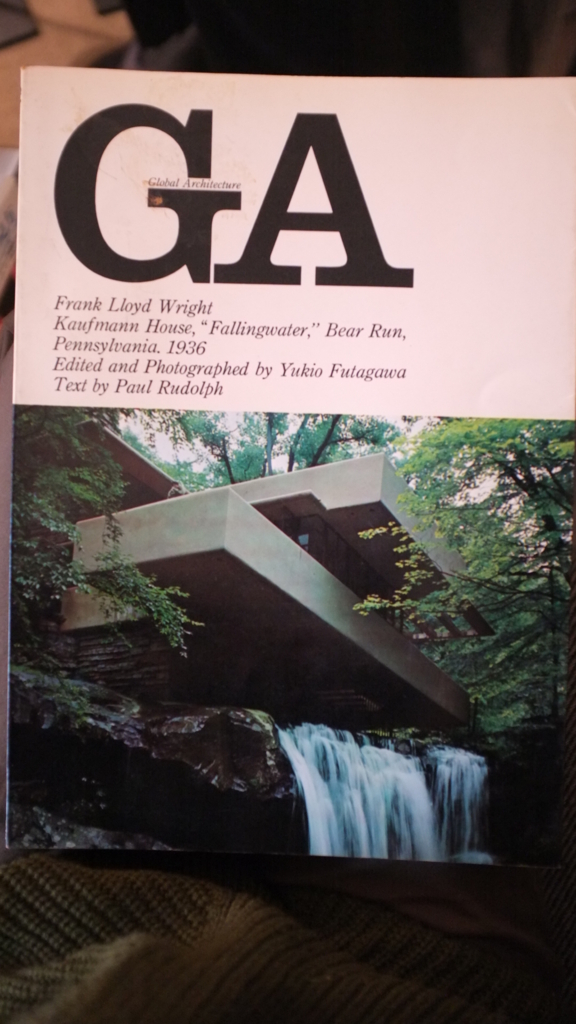 GA
Global Architecture
Frank Lloyd Wright
Kaufmann House, “Fallingwater,” Bear Run,
Pennsylvania. 1936
Edited and Photographed by Yukio Futagawa
Text by Paul Rudolph